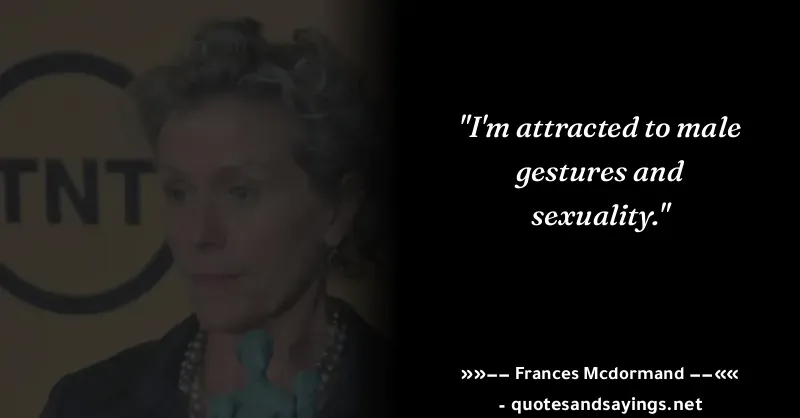 TNT
"I'm attracted to male
gestures and
sexuality."
»»–– Frances Mcdormand ––««
- quotesandsayings.net